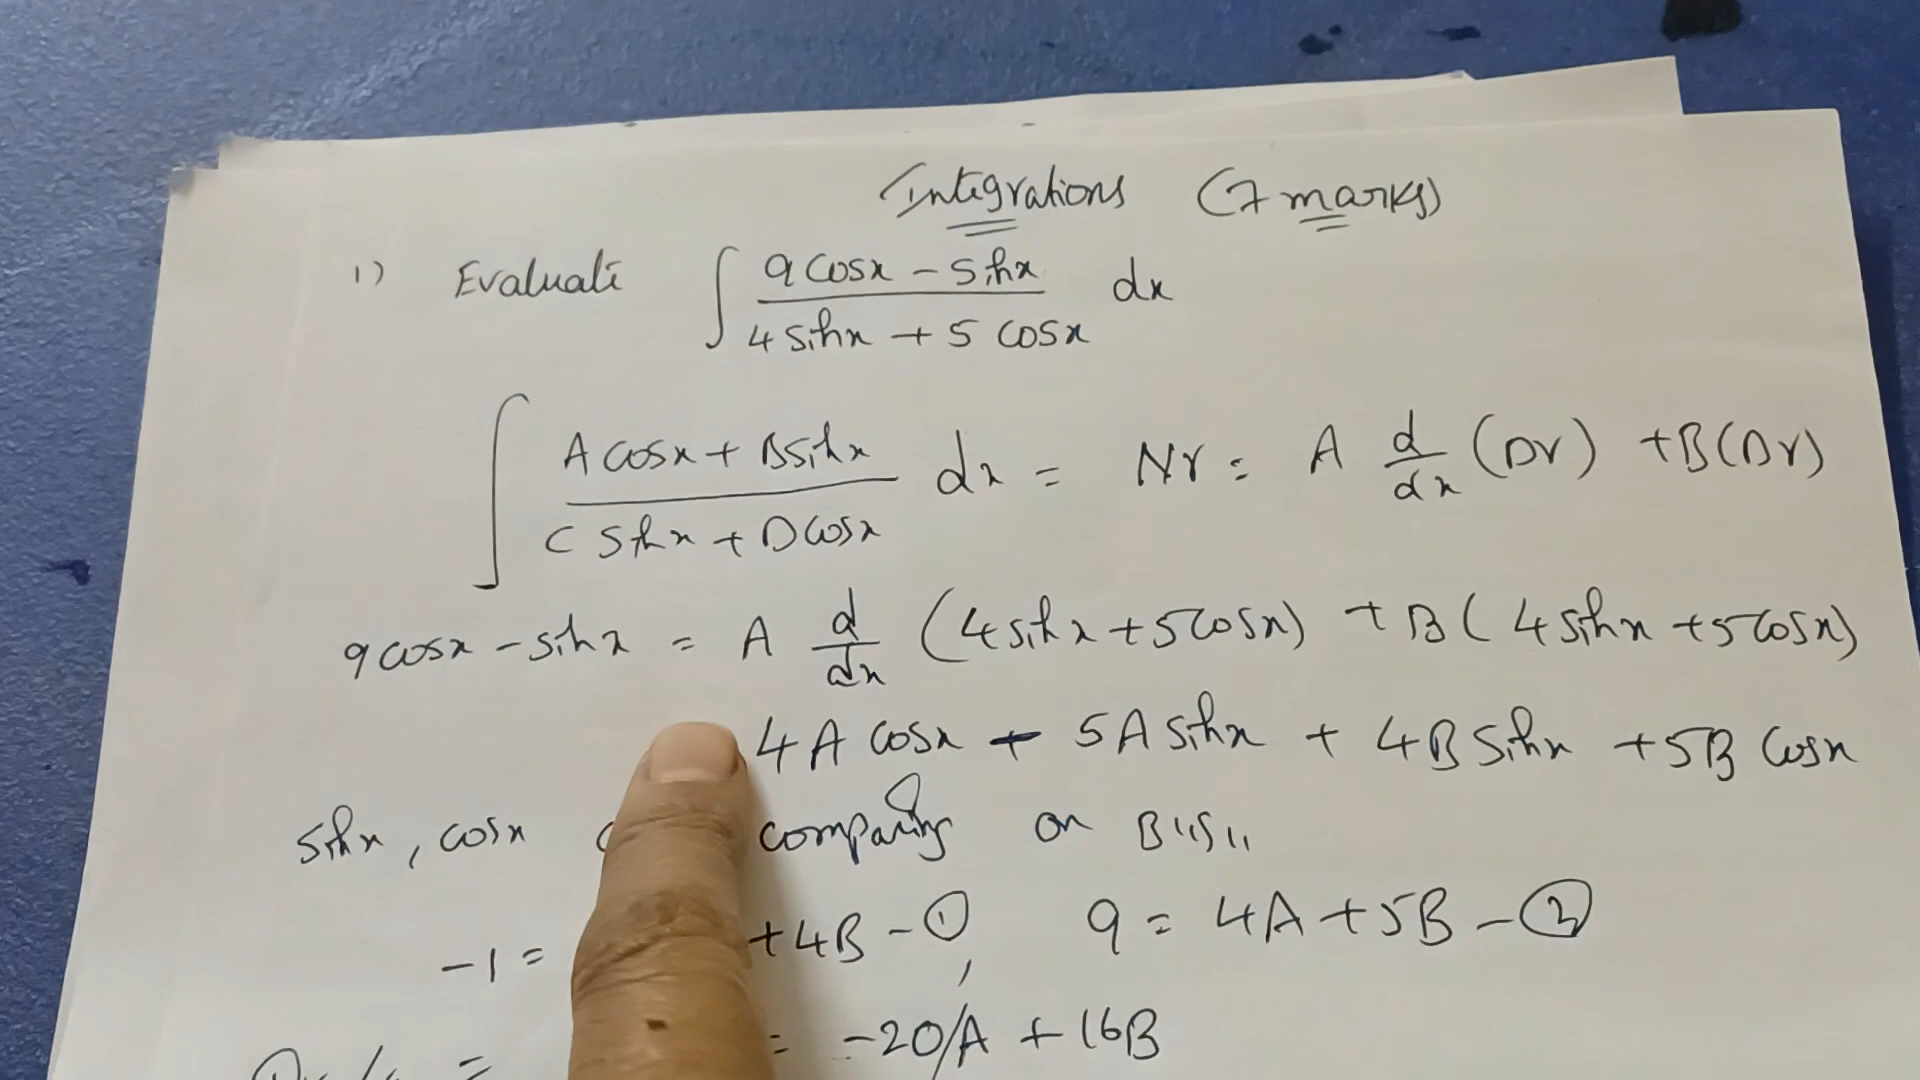 Integrations (7 marks)
1) Evaluate ∫ (9 cosx - sinx)/(4 sinx + 5 cosx) dx
∫ (A cosx + B sinx)/(C sinx + D cosx) dx = Nr = A d/dx (Dr) + B(Dr)
9 cosx - sinx = A d/dx (4 sinx + 5 cosx) + B(4 sinx + 5 cosx)
4A cosx - 5A sinx + 4B sinx + 5B cosx
sinx, cosx comparing on B"S"
-1 = +4B - ①, 9 = 4A + 5B - ②
= -20A + 16B